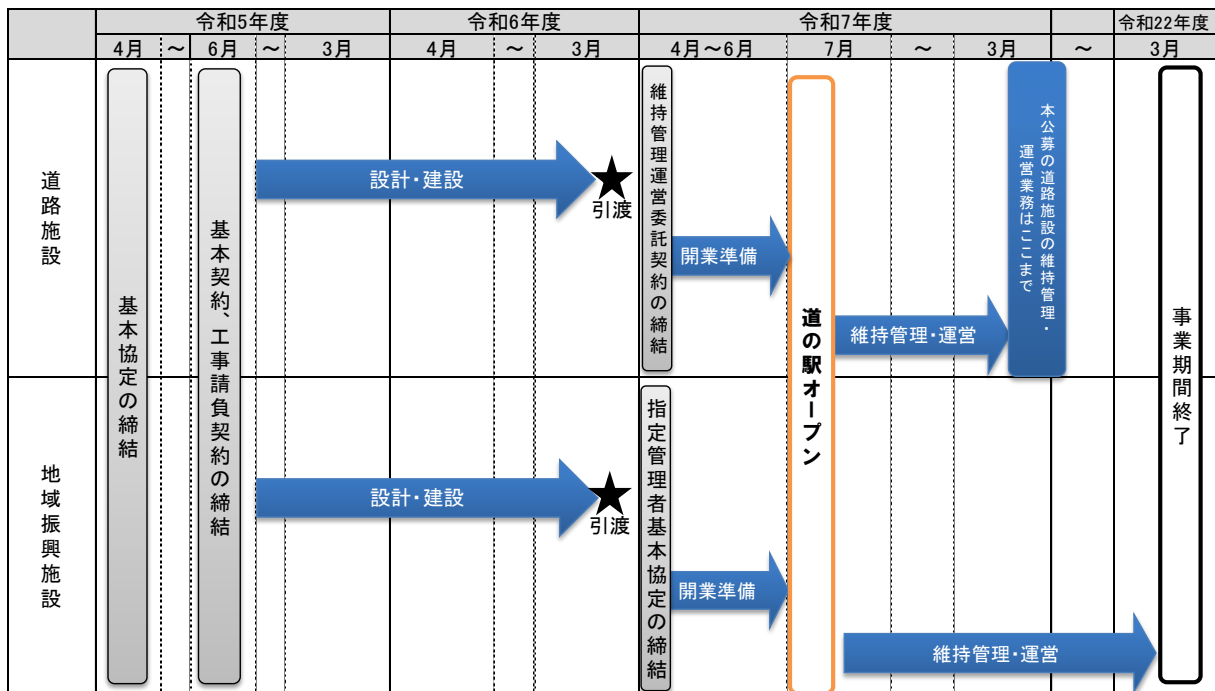 令和5年度
令和6年度
令和7年度
令和22年度
4月
～
6月
～
3月
4月
～
3月
4月～6月
7月
～
3月
～
3月
道路施設
地域振興施設
基本協定の締結
基本契約、工事請負契約の締結
設計・建設
引渡
維持管理運営委託契約の締結
開業準備
道の駅オープン
維持管理・運営
本公募の道路施設の維持管理・
運営業務はここまで
事業期間終了
設計・建設
引渡
指定管理者基本協定の締結
開業準備
維持管理・運営